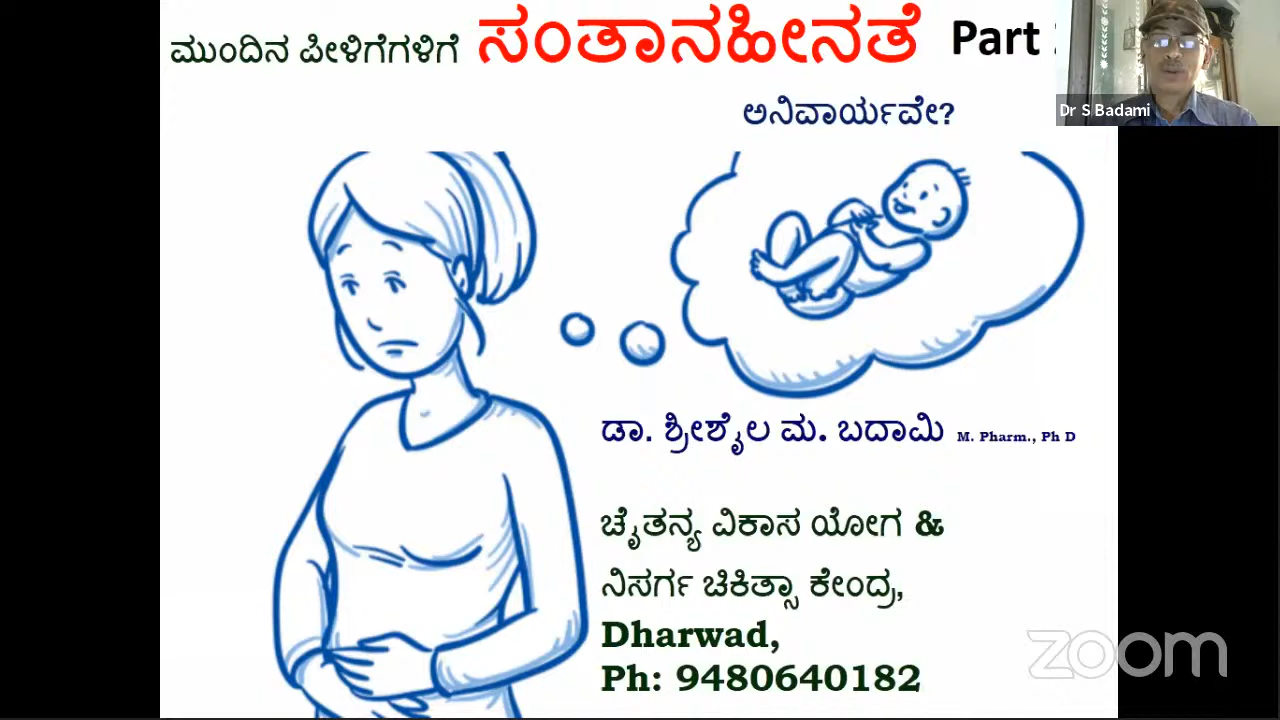 ಮುಂದಿನ ಪೀಳಿಗೆಗಳಿಗೆ ಸಂತಾನಹೀನತೆ Part
ಅನಿವಾರ್ಯವೇ?
Dr S Badami
ಡಾ. ಶ್ರೀಶೈಲ ಮ. ಬದಾಮಿ M. Pharm., Ph D
ಚೈತನ್ಯ ವಿಕಾಸ ಯೋಗ &
ನಿಸರ್ಗ ಚಿಕಿತ್ಸಾ ಕೇಂದ್ರ,
Dharwad,
Ph: 9480640182
zoom